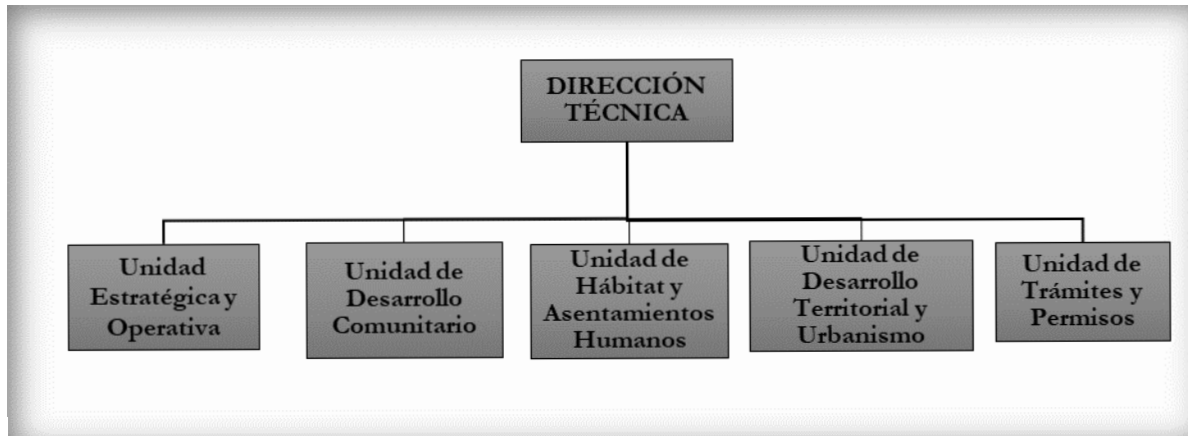 DIRECCIÓN
TÉCNICA
Unidad
Estratégica y
Operativa
Unidad de
Desarrollo
Comunitario
Unidad de
Hábitat y
Asentamientos
Humanos
Unidad de
Desarrollo
Territorial y
Urbanismo
Unidad de
Trámites y
Permisos